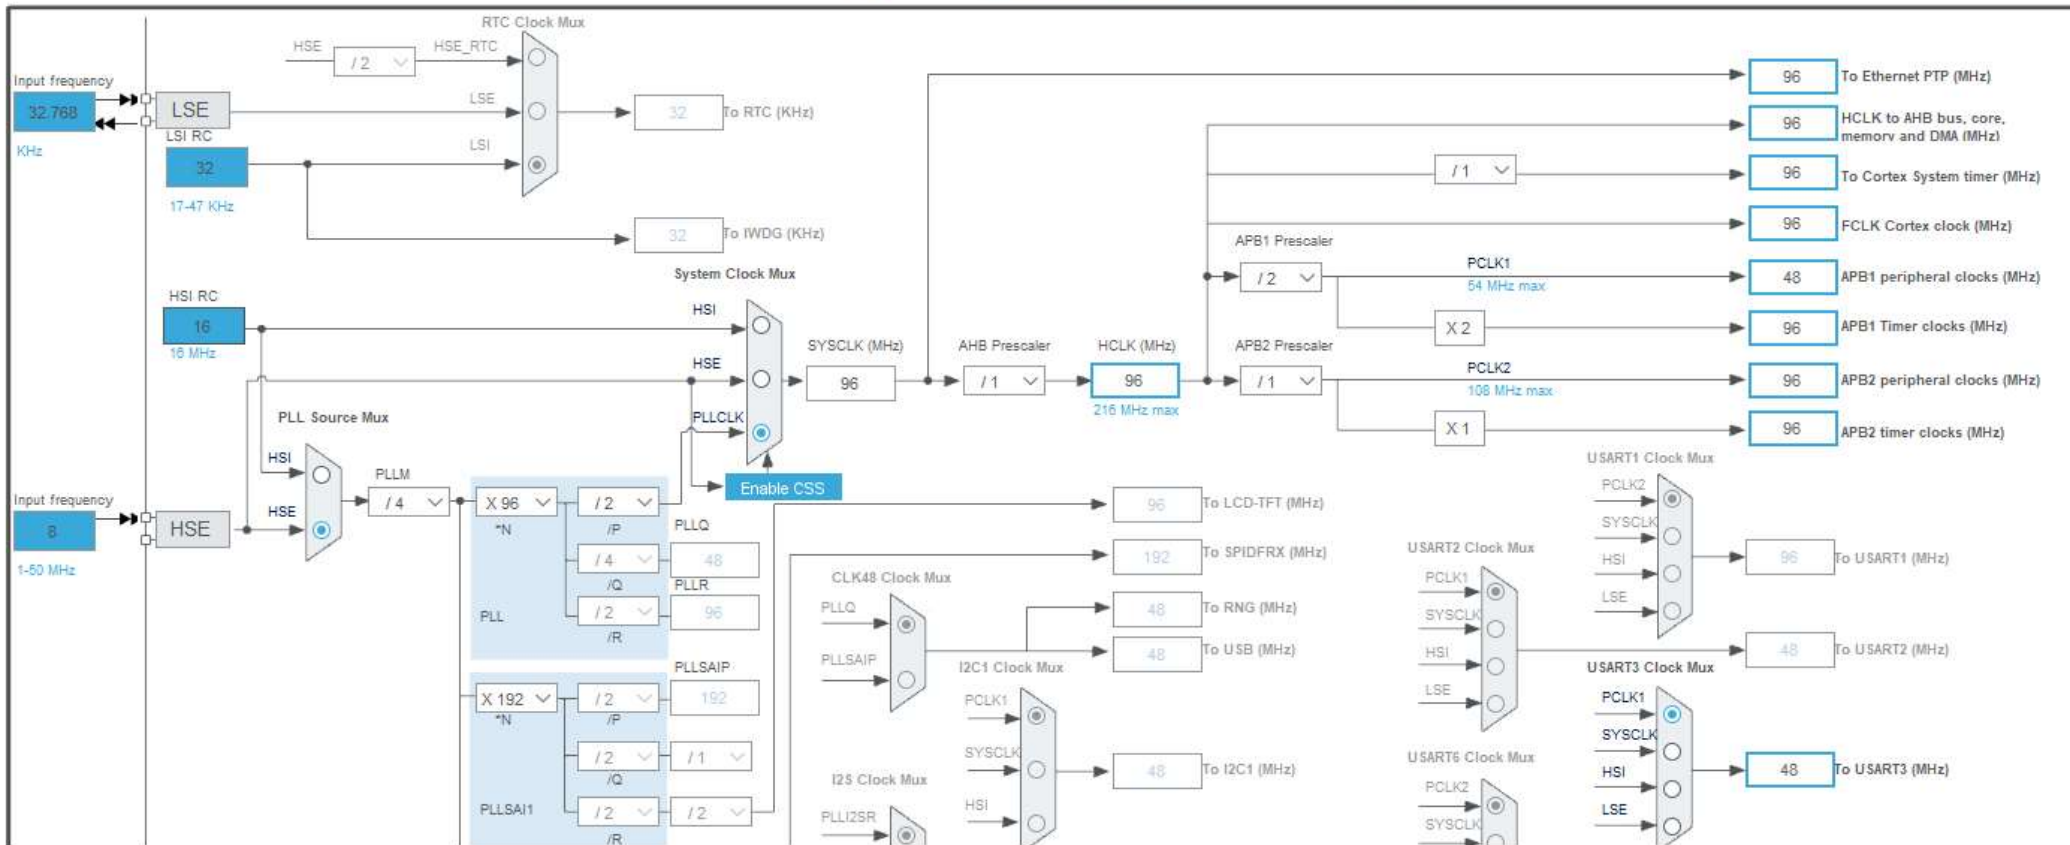 RTC Clock Mux
HSE
/ 2
HSE_RTC
Input frequency
32.768
KHz
LSE
LSE
32
To RTC (KHz)
LSI RC
32
17-47 KHz
LSI
32
To IWDG (KHz)
System Clock Mux
HSI RC
16
16 MHz
HSI
HSE
PLLCLK
SYSCLK (MHz)
96
AHB Prescaler
/ 1
HCLK (MHz)
96
216 MHz max
Enable CSS
96
To Ethernet PTP (MHz)
96
HCLK to AHB bus, core,
memory and DMA (MHz)
/ 1
96
To Cortex System timer (MHz)
96
FCLK Cortex clock (MHz)
APB1 Prescaler
/ 2
PCLK1
54 MHz max
48
APB1 peripheral clocks (MHz)
X 2
96
APB1 Timer clocks (MHz)
APB2 Prescaler
/ 1
PCLK2
108 MHz max
96
APB2 peripheral clocks (MHz)
X 1
96
APB2 timer clocks (MHz)
PLL Source Mux
HSI
HSE
Input frequency
8
1-50 MHz
HSE
PLLM
/ 4
X 96
*N
/ 2
/P
PLLQ
/ 4
48
/Q
PLLR
/ 2
96
/R
PLL
PLLSAIP
X 192
*N
/ 2
192
/P
/ 2
/ 1
/Q
PLLSAI1
/ 2
/ 2
/R
96
To LCD-TFT (MHz)
192
To SPIDFRX (MHz)
CLK48 Clock Mux
PLLQ
PLLSAIP
48
To RNG (MHz)
48
To USB (MHz)
I2C1 Clock Mux
PCLK1
SYSCLK
HSI
48
To I2C1 (MHz)
I2S Clock Mux
PLLI2SR
USART1 Clock Mux
PCLK2
SYSCLK
HSI
LSE
96
To USART1 (MHz)
USART2 Clock Mux
PCLK1
SYSCLK
HSI
LSE
48
To USART2 (MHz)
USART3 Clock Mux
PCLK1
SYSCLK
HSI
LSE
48
To USART3 (MHz)
USART6 Clock Mux
PCLK2
SYSCLK